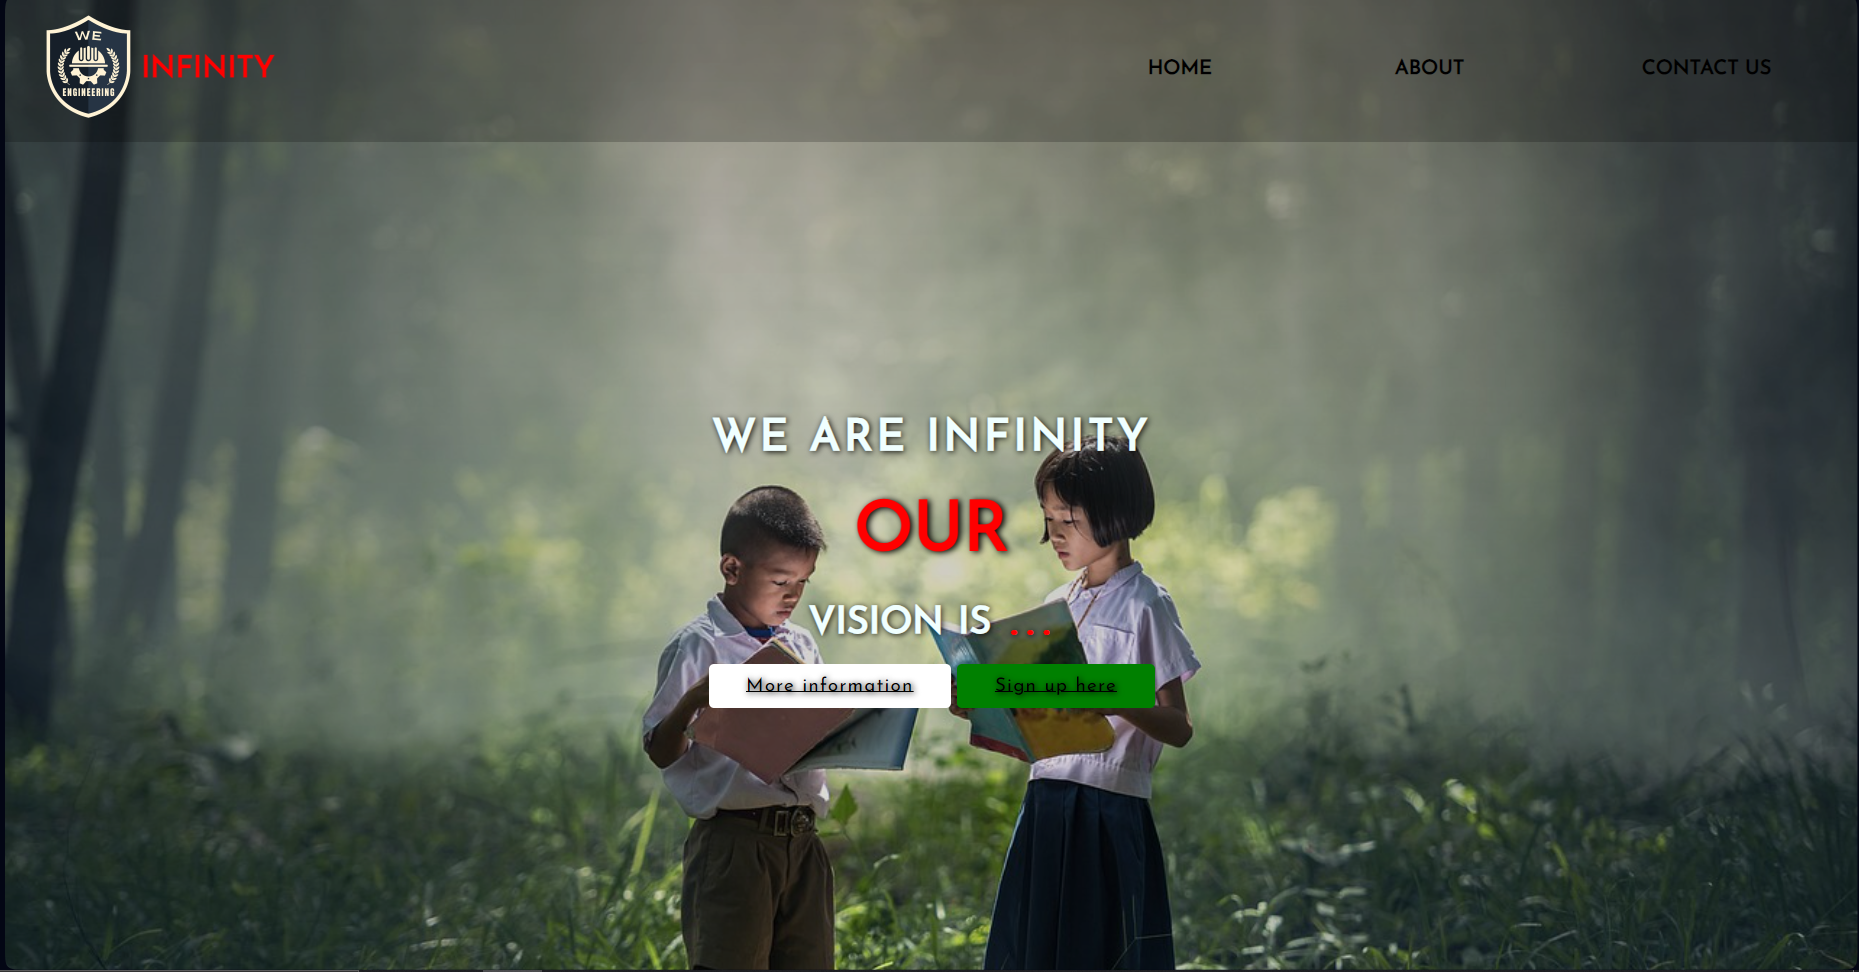 WE
ENGINEERING
INFINITY
HOME
ABOUT
CONTACT US
WE ARE INFINITY
OUR
VISION IS ...
More information
Sign up here